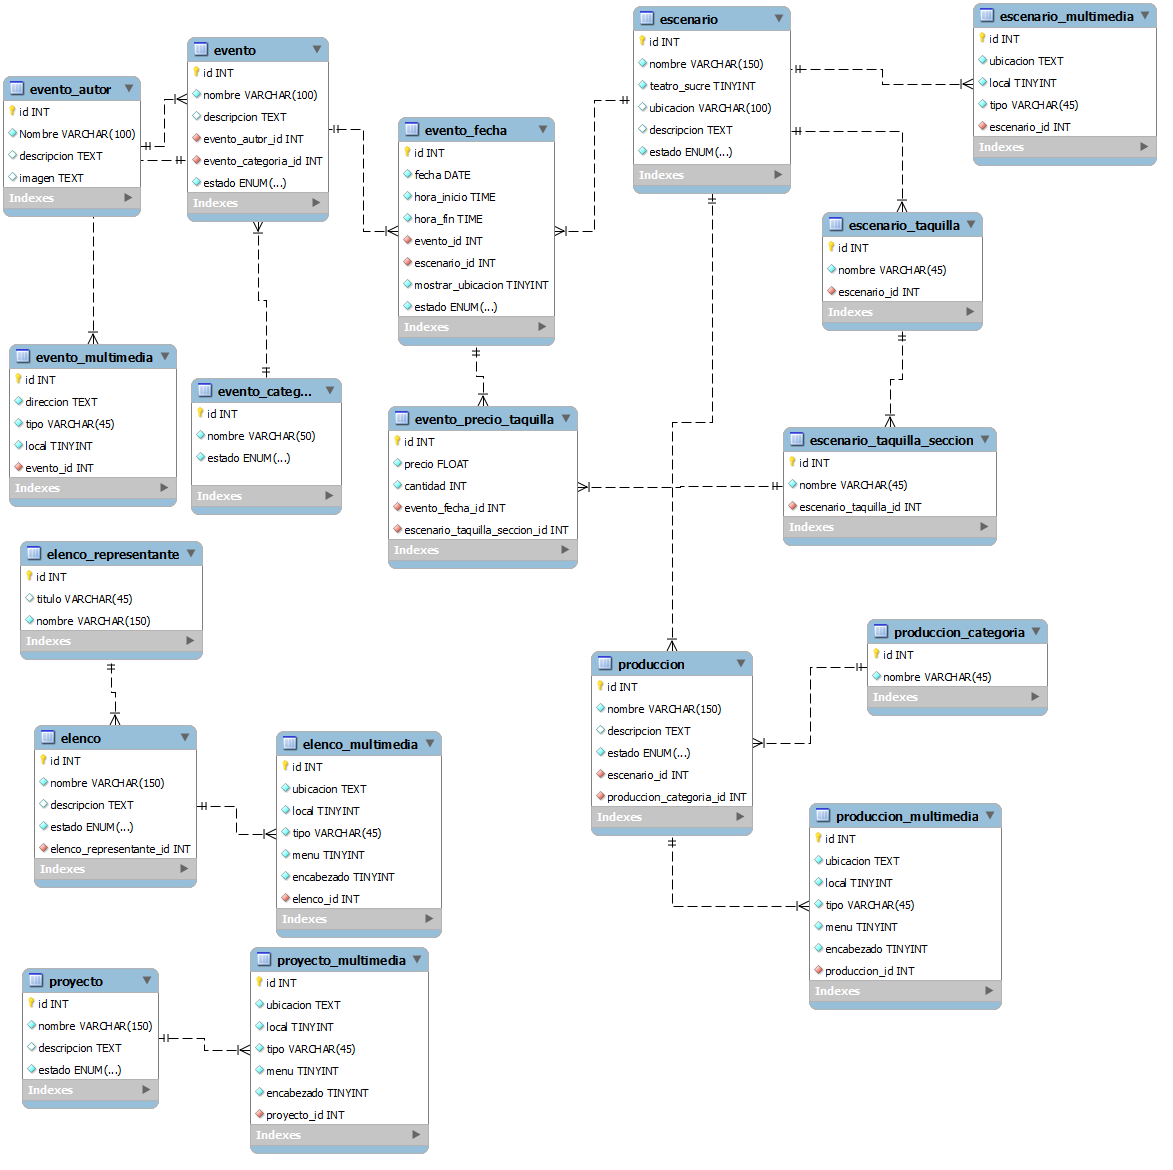 evento_autor
id INT
Nombre VARCHAR(100)
descripcion TEXT
imagen TEXT
Indexes
evento
id INT
nombre VARCHAR(100)
descripcion TEXT
evento_autor_id INT
evento_categoria_id INT
estado ENUM(...)
Indexes
evento_fecha
id INT
fecha DATE
hora_inicio TIME
hora_fin TIME
evento_id INT
escenario_id INT
mostrar_ubicacion TINYINT
estado ENUM(...)
Indexes
escenario
id INT
nombre VARCHAR(150)
teatro_sucre TINYINT
ubicacion VARCHAR(100)
descripcion TEXT
estado ENUM(...)
Indexes
escenario_multimedia
id INT
ubicacion TEXT
local TINYINT
tipo VARCHAR(45)
escenario_id INT
Indexes
escenario_taquilla
id INT
nombre VARCHAR(45)
escenario_id INT
Indexes
evento_multimedia
id INT
direccion TEXT
tipo VARCHAR(45)
local TINYINT
evento_id INT
Indexes
evento_categ...
id INT
nombre VARCHAR(50)
estado ENUM(...)
Indexes
evento_precio_taquilla
id INT
precio FLOAT
cantidad INT
evento_fecha_id INT
escenario_taquilla_seccion_id INT
Indexes
escenario_taquilla_seccion
id INT
nombre VARCHAR(45)
escenario_taquilla_id INT
Indexes
elenco_representante
id INT
titulo VARCHAR(45)
nombre VARCHAR(150)
Indexes
produccion
id INT
nombre VARCHAR(150)
descripcion TEXT
estado ENUM(...)
escenario_id INT
produccion_categoria_id INT
Indexes
produccion_categoria
id INT
nombre VARCHAR(45)
Indexes
elenco
id INT
nombre VARCHAR(150)
descripcion TEXT
estado ENUM(...)
elenco_representante_id INT
Indexes
elenco_multimedia
id INT
ubicacion TEXT
local TINYINT
tipo VARCHAR(45)
menu TINYINT
encabezado TINYINT
elenco_id INT
Indexes
produccion_multimedia
id INT
ubicacion TEXT
local TINYINT
tipo VARCHAR(45)
menu TINYINT
encabezado TINYINT
produccion_id INT
Indexes
proyecto
id INT
nombre VARCHAR(150)
descripcion TEXT
estado ENUM(...)
Indexes
proyecto_multimedia
id INT
ubicacion TEXT
local TINYINT
tipo VARCHAR(45)
menu TINYINT
encabezado TINYINT
proyecto_id INT
Indexes